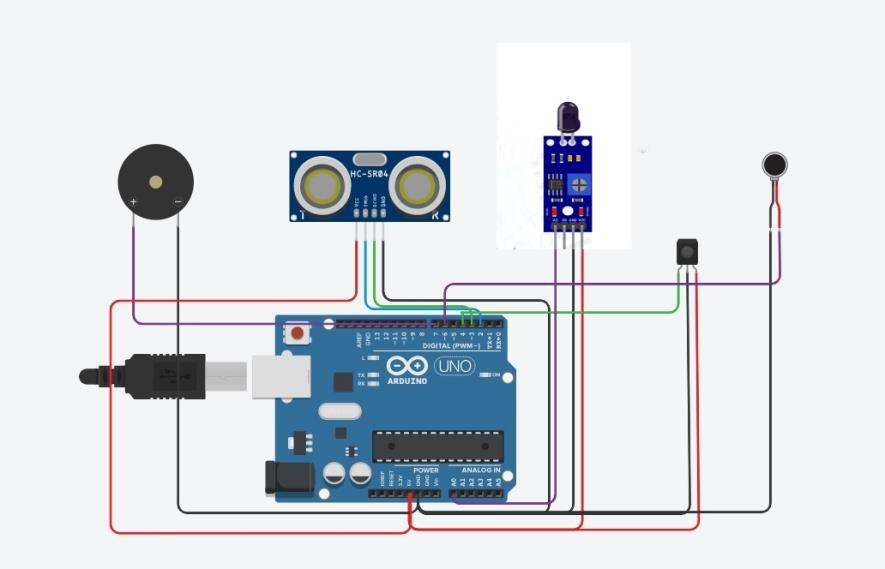 + −
HC-SR04
T R
VCC TRIG ECHO GND
A0 D0 GND VCC
AREF
GND
13
12
~11
~10
~9
8
7
~6
~5
4
~3
2
TX→1
RX←0
DIGITAL (PWM~)
L
TX
RX
ARDUINO
UNO
ON
IOREF
RESET
3.3V
5V
GND
GND
Vin
POWER
ANALOG IN
A0
A1
A2
A3
A4
A5